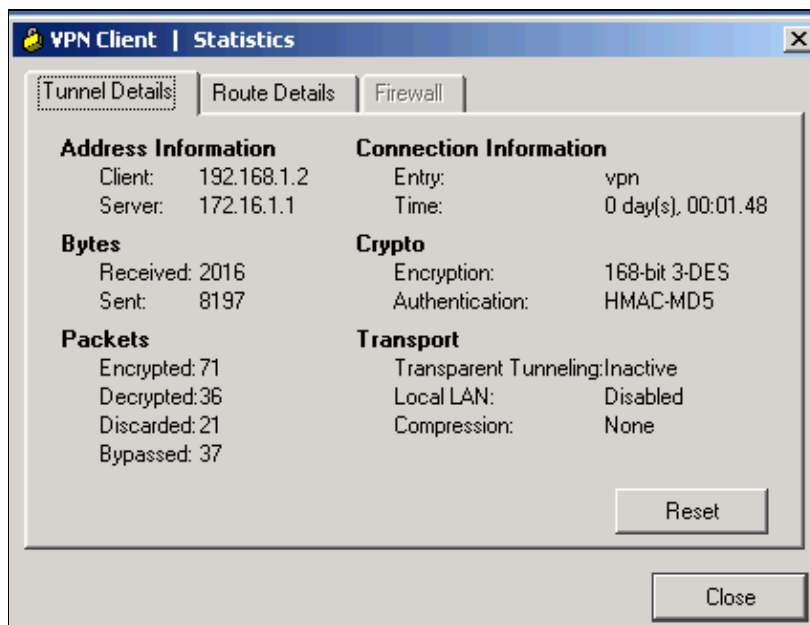 VPN Client | Statistics
Tunnel Details Route Details Firewall
Address Information
Client: 192.168.1.2
Server: 172.16.1.1
Connection Information
Entry: vpn
Time: 0 day(s), 00:01.48
Bytes
Received: 2016
Sent: 8197
Crypto
Encryption: 168-bit 3-DES
Authentication: HMAC-MD5
Packets
Encrypted: 71
Decrypted: 36
Discarded: 21
Bypassed: 37
Transport
Transparent Tunneling: Inactive
Local LAN: Disabled
Compression: None
Reset
Close